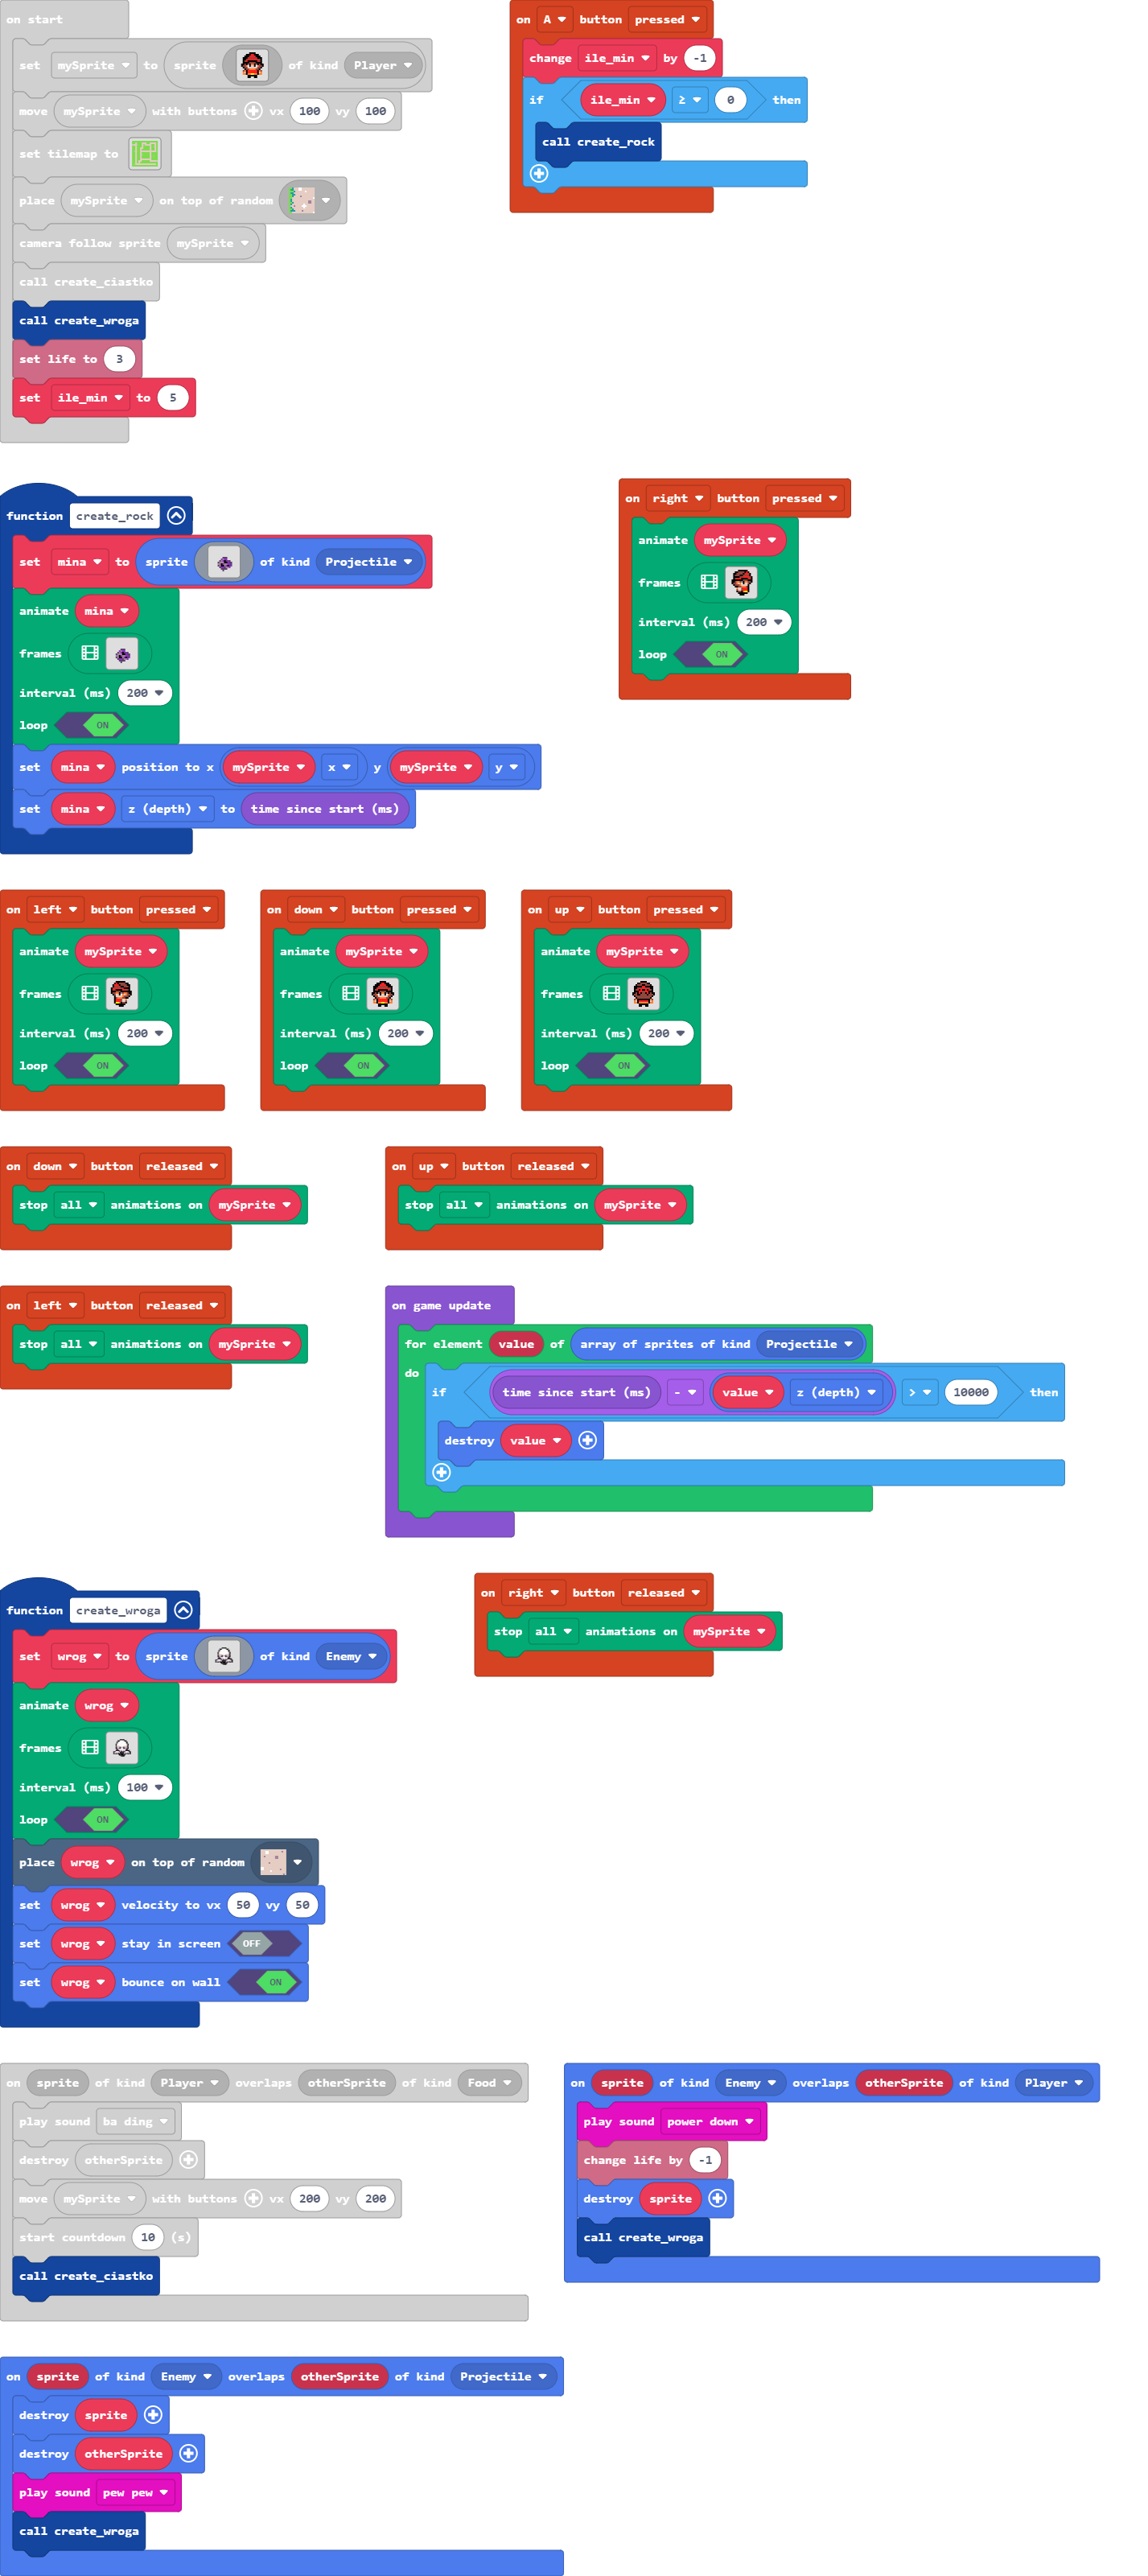 on start
set mySprite to sprite of kind Player
move mySprite with buttons vx 100 vy 100
set tilemap to
place mySprite on top of random
camera follow sprite mySprite
call create_ciastko
call create_wroga
set life to 3
set ile_min to 5
on A button pressed
change ile_min by -1
if ile_min ≥ 0 then
call create_rock
function create_rock
set mina to sprite of kind Projectile
animate mina
frames
interval (ms) 200
loop ON
set mina position to x mySprite x y mySprite y
set mina z (depth) to time since start (ms)
on right button pressed
animate mySprite
frames
interval (ms) 200
loop ON
on left button pressed
animate mySprite
frames
interval (ms) 200
loop ON
on down button pressed
animate mySprite
frames
interval (ms) 200
loop ON
on up button pressed
animate mySprite
frames
interval (ms) 200
loop ON
on down button released
stop all animations on mySprite
on up button released
stop all animations on mySprite
on left button released
stop all animations on mySprite
on game update
for element value of array of sprites of kind Projectile
do
if time since start (ms) - value z (depth) > 10000 then
destroy value
function create_wroga
set wrog to sprite of kind Enemy
animate wrog
frames
interval (ms) 100
loop ON
place wrog on top of random
set wrog velocity to vx 50 vy 50
set wrog stay in screen OFF
set wrog bounce on wall ON
on right button released
stop all animations on mySprite
on sprite of kind Player overlaps otherSprite of kind Food
play sound ba ding
destroy otherSprite
move mySprite with buttons vx 200 vy 200
start countdown 10 (s)
call create_ciastko
on sprite of kind Enemy overlaps otherSprite of kind Player
play sound power down
change life by -1
destroy sprite
call create_wroga
on sprite of kind Enemy overlaps otherSprite of kind Projectile
destroy sprite
destroy otherSprite
play sound pew pew
call create_wroga